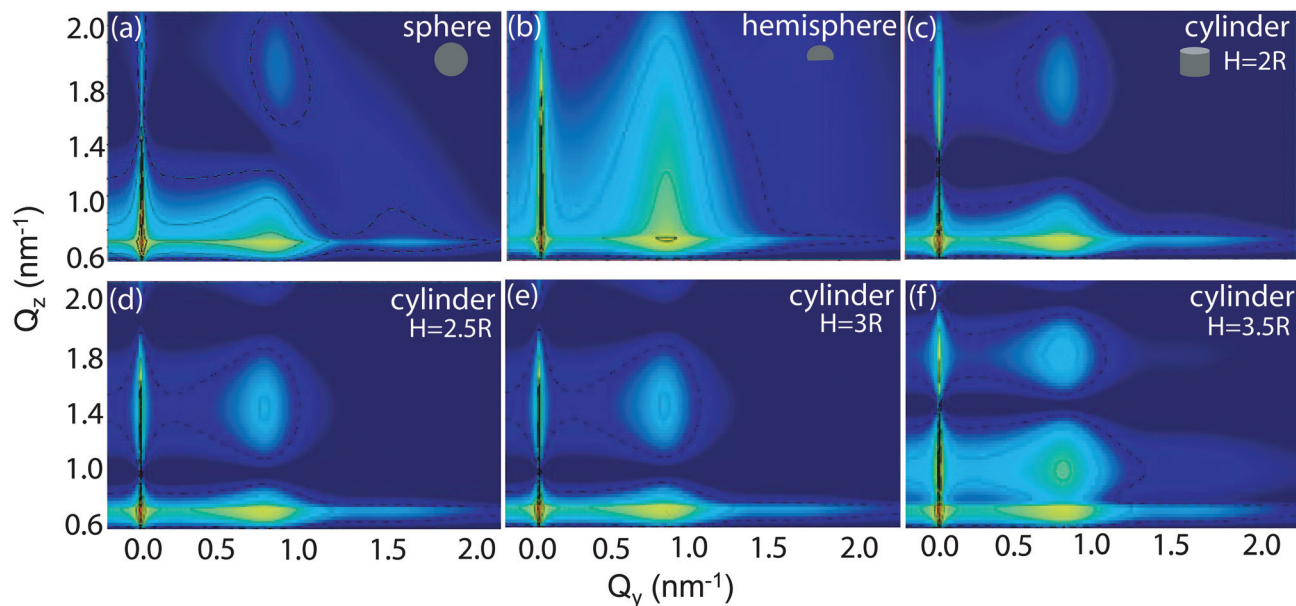 (a) sphere
(b) hemisphere
(c) cylinder
H=2R
2.0
1.8
1.4
1.0
0.6
(d) cylinder
H=2.5R
(e) cylinder
H=3R
(f) cylinder
H=3.5R
2.0
1.8
1.4
1.0
0.6
Qz (nm-1)
0.0 0.5 1.0 1.5 2.0
0.0 0.5 1.0 1.5 2.0
0.0 0.5 1.0 1.5 2.0
Qy (nm-1)